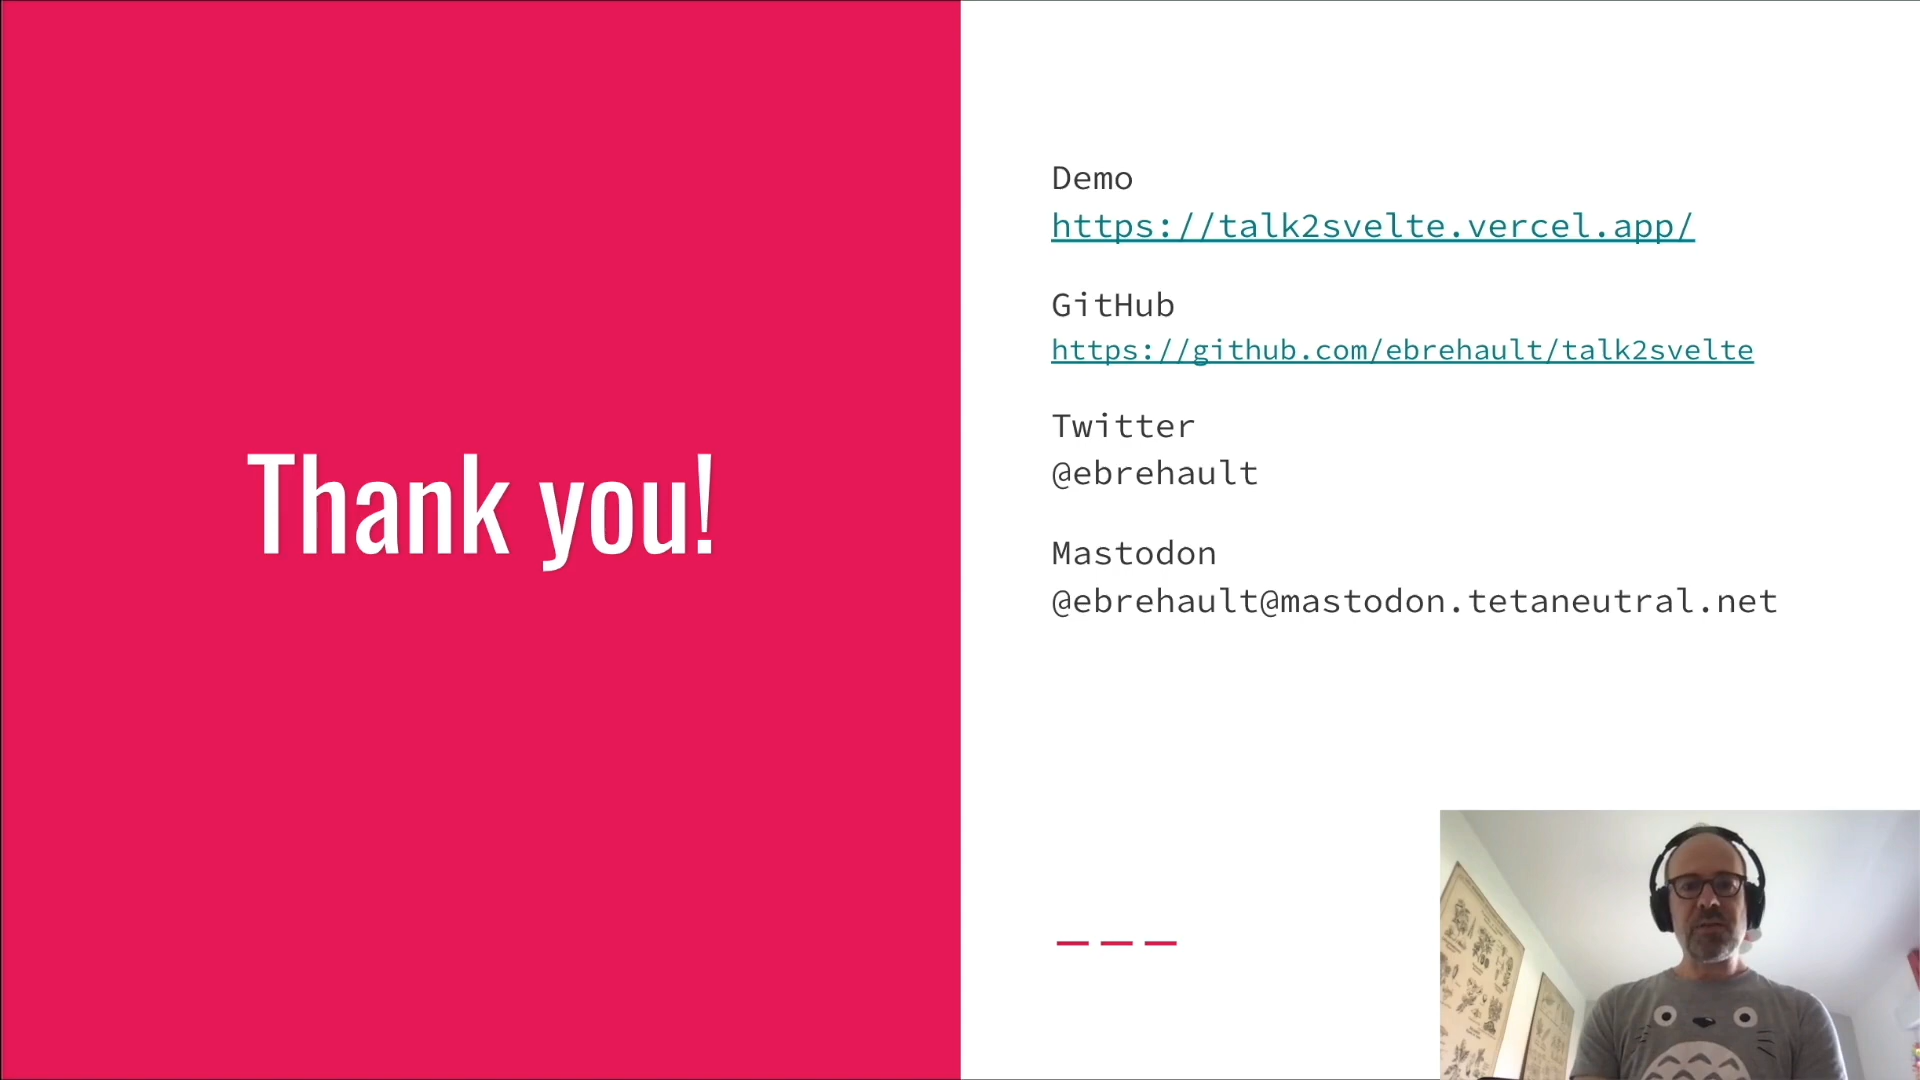 Thank you!
Demo
https://talk2svelte.vercel.app/
GitHub
https://github.com/ebrehault/talk2svelte
Twitter
@ebrehault
Mastodon
@ebrehault@mastodon.tetaneutral.net